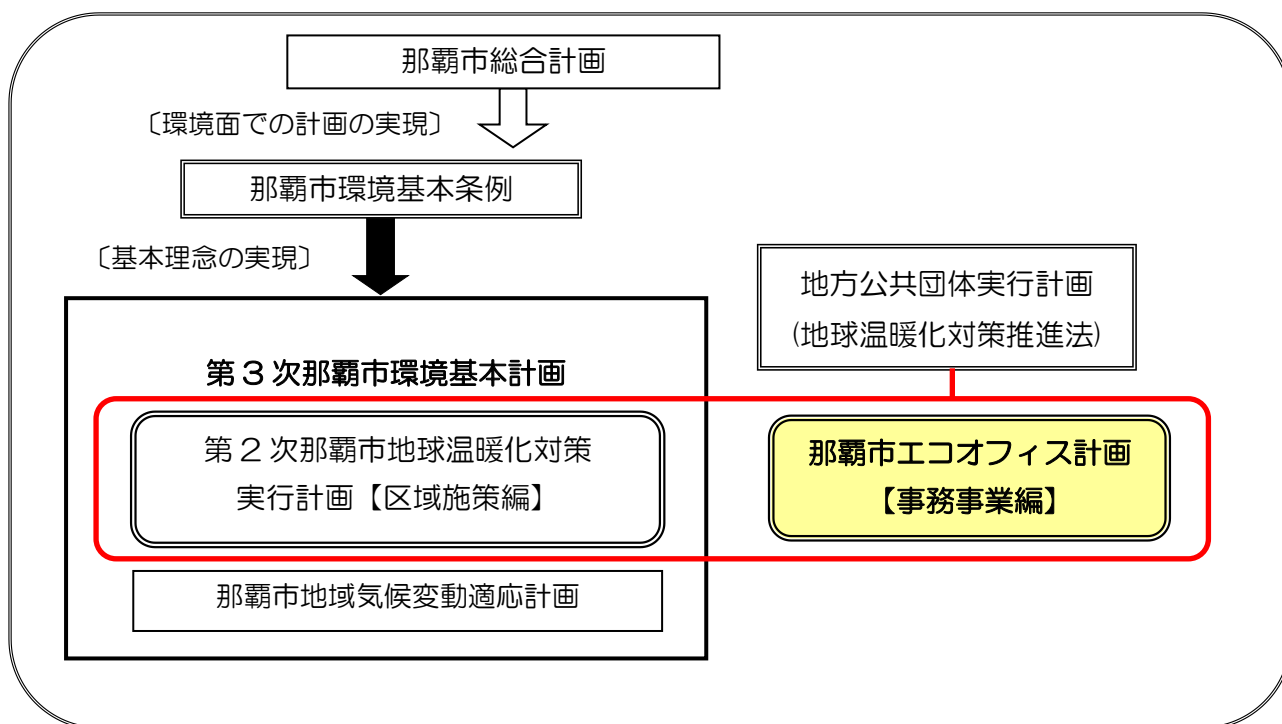 那覇市総合計画
〔環境面での計画の実現〕
那覇市環境基本条例
〔基本理念の実現〕
地方公共団体実行計画
(地球温暖化対策推進法)
第3次那覇市環境基本計画
第2次那覇市地球温暖化対策
実行計画【区域施策編】
那覇市エコオフィス計画
【事務事業編】
那覇市地域気候変動適応計画